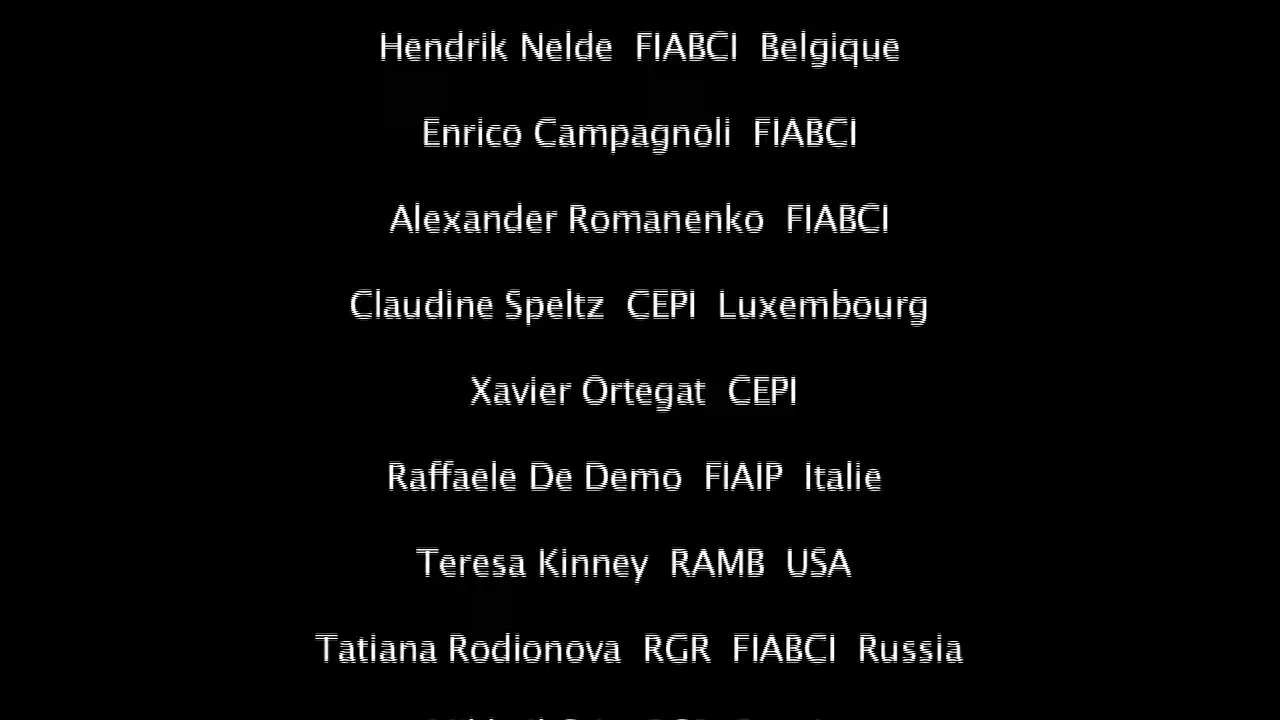 Hendrik Nelde FIABCI Belgique
Enrico Campagnoli FIABCI
Alexander Romanenko FIABCI
Claudine Speltz CEPI Luxembourg
Xavier Ortegat CEPI
Raffaele De Demo FIAIP Italie
Teresa Kinney RAMB USA
Tatiana Rodionova RGR FIABCI Russia